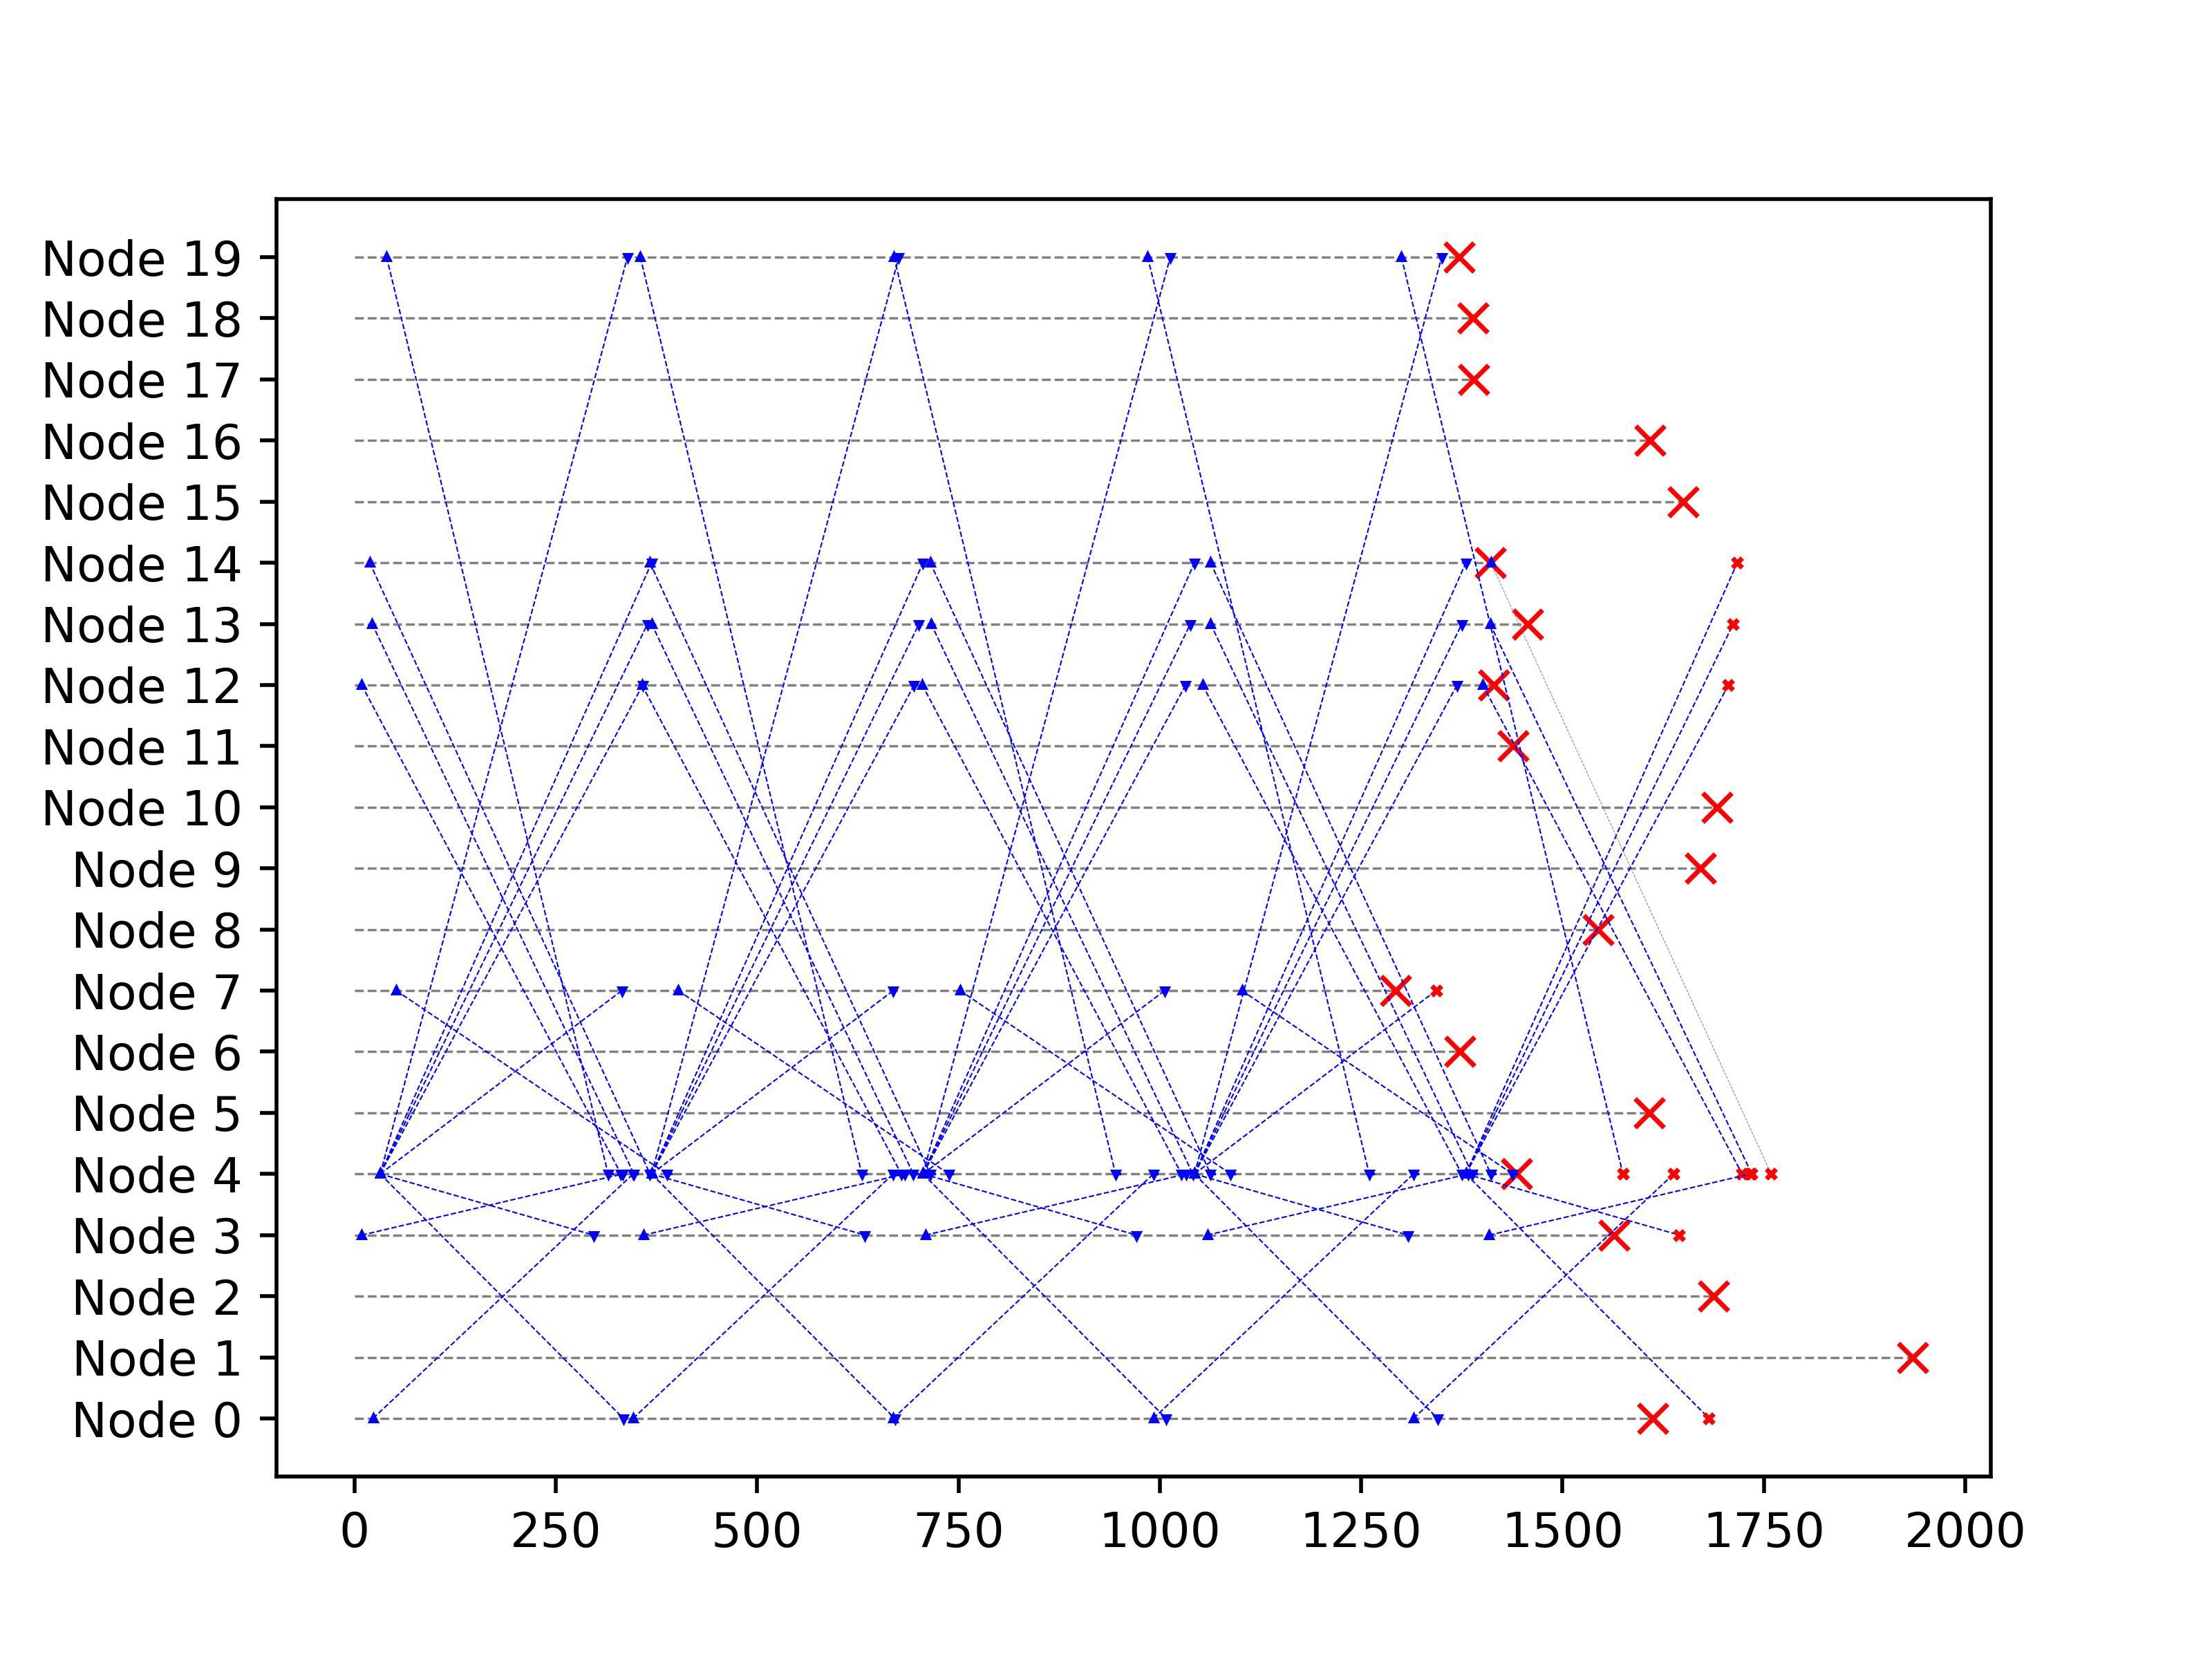 Node 19
Node 18
Node 17
Node 16
Node 15
Node 14
Node 13
Node 12
Node 11
Node 10
Node 9
Node 8
Node 7
Node 6
Node 5
Node 4
Node 3
Node 2
Node 1
Node 0
0 250 500 750 1000 1250 1500 1750 2000